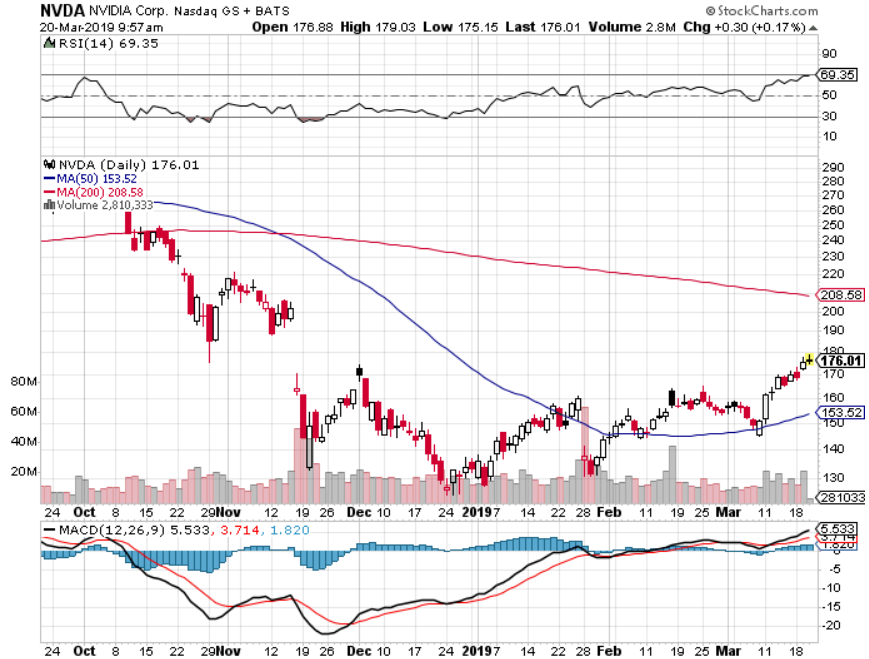 NVDA NVIDIA Corp. Nasdaq GS + BATS © StockCharts.com
20-Mar-2019 9:57am Open 176.88 High 179.03 Low 175.15 Last 176.01 Volume 2.8M Chg +0.30 (+0.17%)
RSI(14) 69.35
90
69.35
50
30
10
NVDA (Daily) 176.01
MA(50) 153.52
MA(200) 208.58
Volume 2,810,333
290
280
270
260
250
240
230
220
208.58
200
190
180
176.01
170
160
153.52
150
140
130
281033
80M
60M
40M
20M
24 Oct 8 15 22 29 Nov 12 19 26 Dec 10 17 24 2019 7 14 22 28 Feb 11 19 25 Mar 11 18
MACD(12,26,9) 5.533, 3.714, 1.820
5.533
3.714
1.820
0
-5
-10
-15
-20
24 Oct 8 15 22 29 Nov 12 19 26 Dec 10 17 24 2019 7 14 22 28 Feb 11 19 25 Mar 11 18